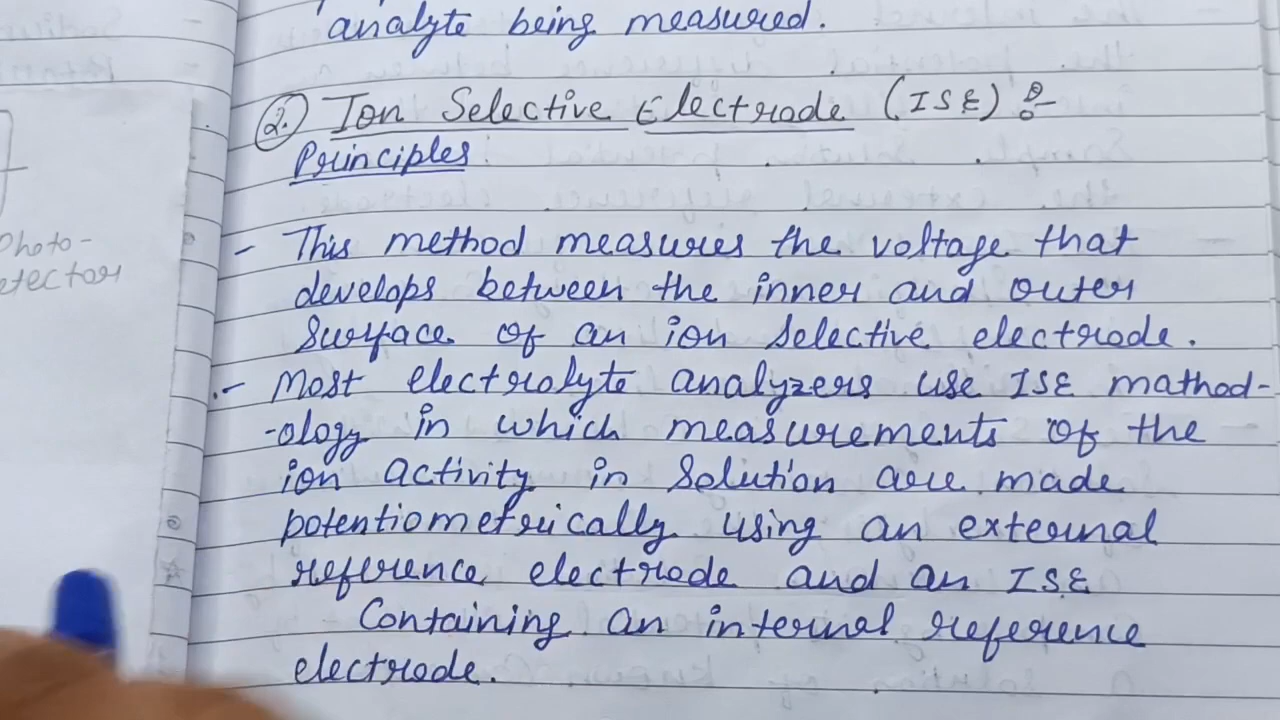 analyte being measured.
2. Ion Selective Electrode (ISE) :-
Principles.
- This method measures the voltage that
develops between the inner and outer
surface of an ion selective electrode.
- Most electrolyte analyzers use ISE mathod-
-ology in which measurements of the
ion activity in solution are made
potentiometrically using an external
reference electrode and an ISE
Containing an internal reference
electrode.
Photo-
etector